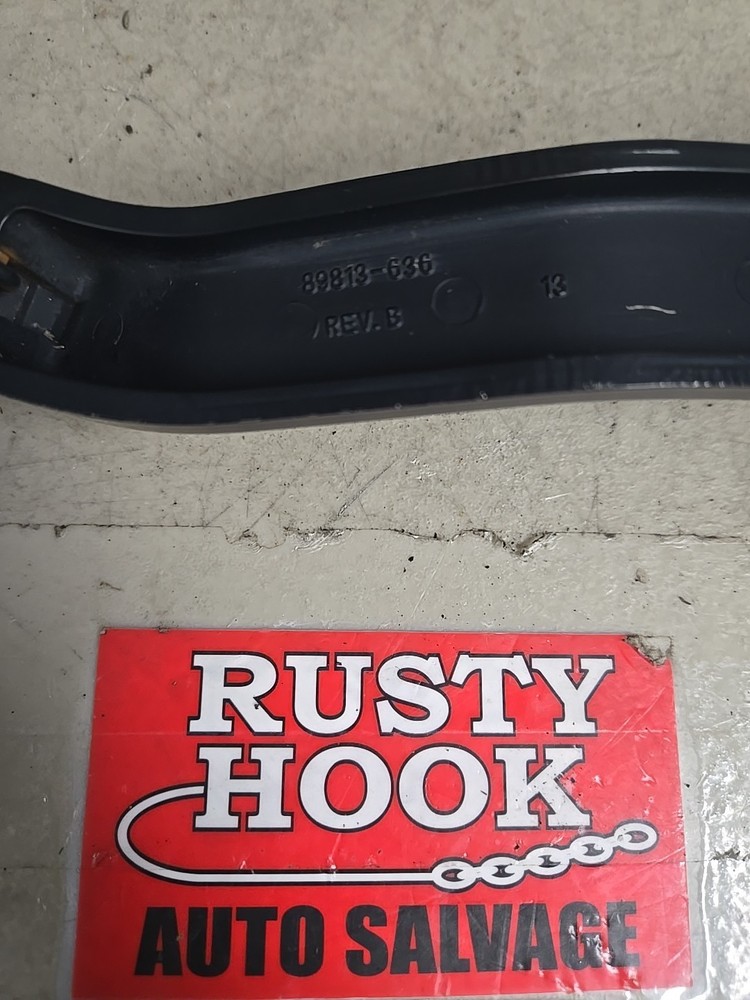 89813-636
13
REV. B
RUSTY
HOOK
AUTO SALVAGE